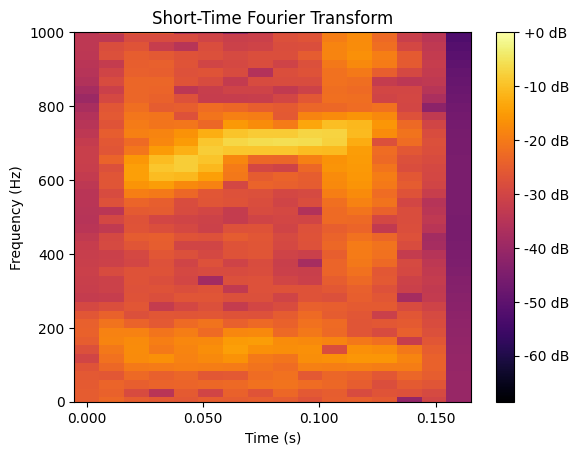 Short-Time Fourier Transform
1000
800
600
400
200
0
Frequency (Hz)
0.000
0.050
0.100
0.150
Time (s)
+0 dB
-10 dB
-20 dB
-30 dB
-40 dB
-50 dB
-60 dB